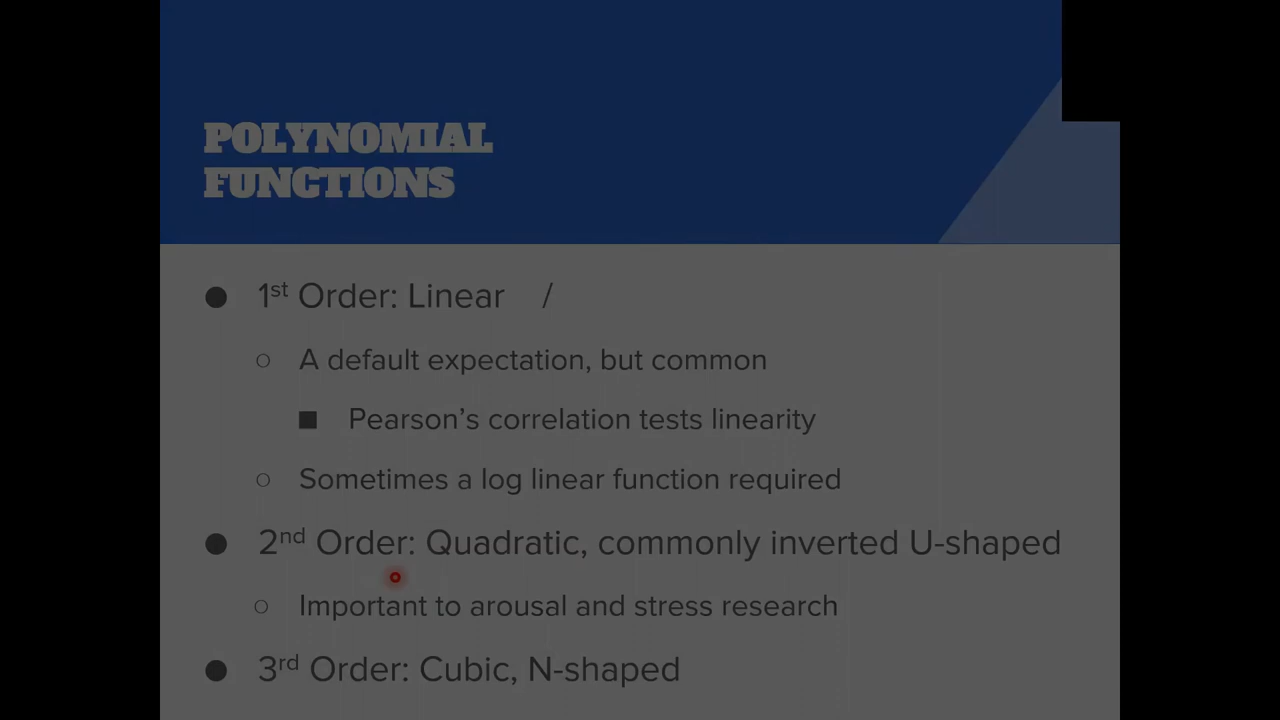 POLYNOMIAL
FUNCTIONS
● 1st Order: Linear /
○ A default expectation, but common
■ Pearson’s correlation tests linearity
○ Sometimes a log linear function required
● 2nd Order: Quadratic, commonly inverted U-shaped
○ Important to arousal and stress research
● 3rd Order: Cubic, N-shaped